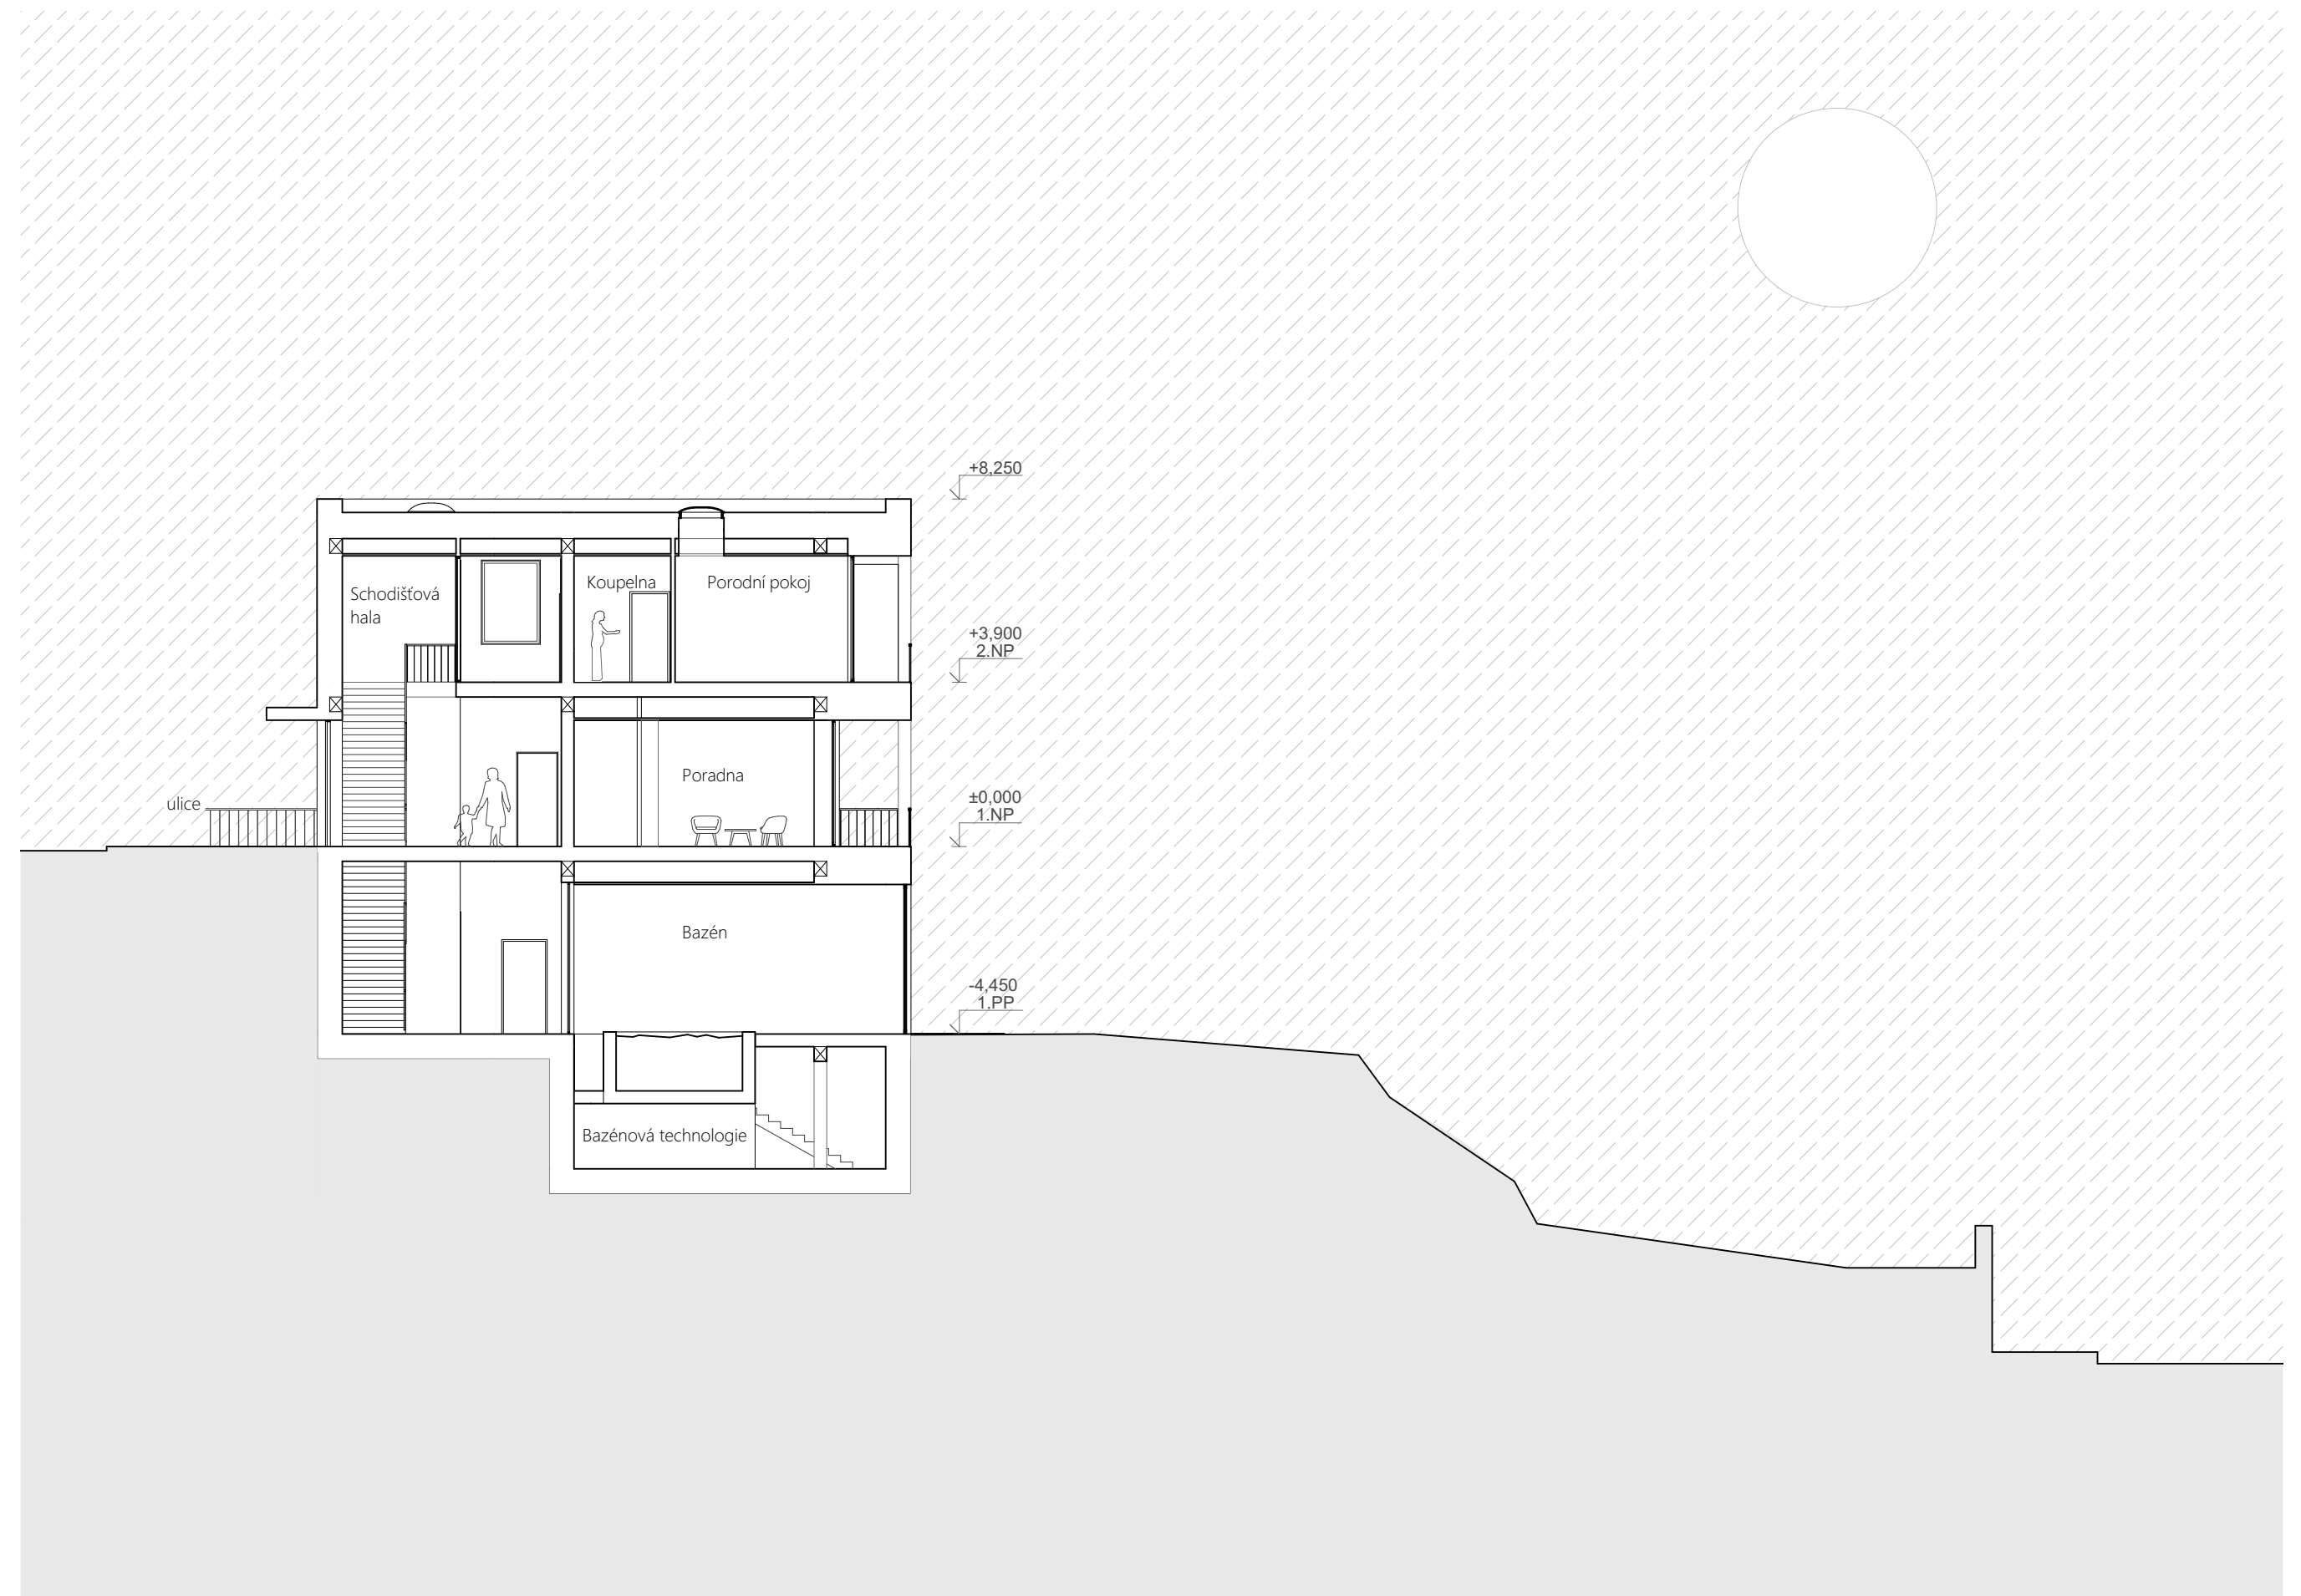 +8,250
Koupelna
Porodní pokoj
Schodišťová
hala
+3,900
2.NP
Poradna
ulice
±0,000
1.NP
Bazén
-4,450
1.PP
Bazénová technologie